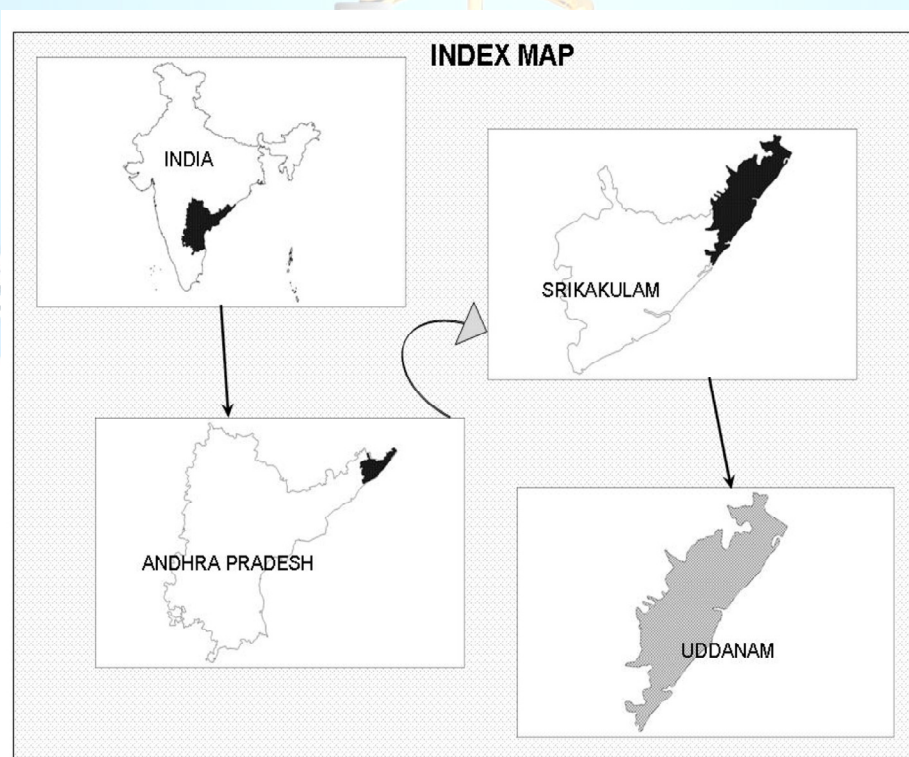 INDEX MAP
INDIA
SRIKAKULAM
ANDHRA PRADESH
UDDANAM